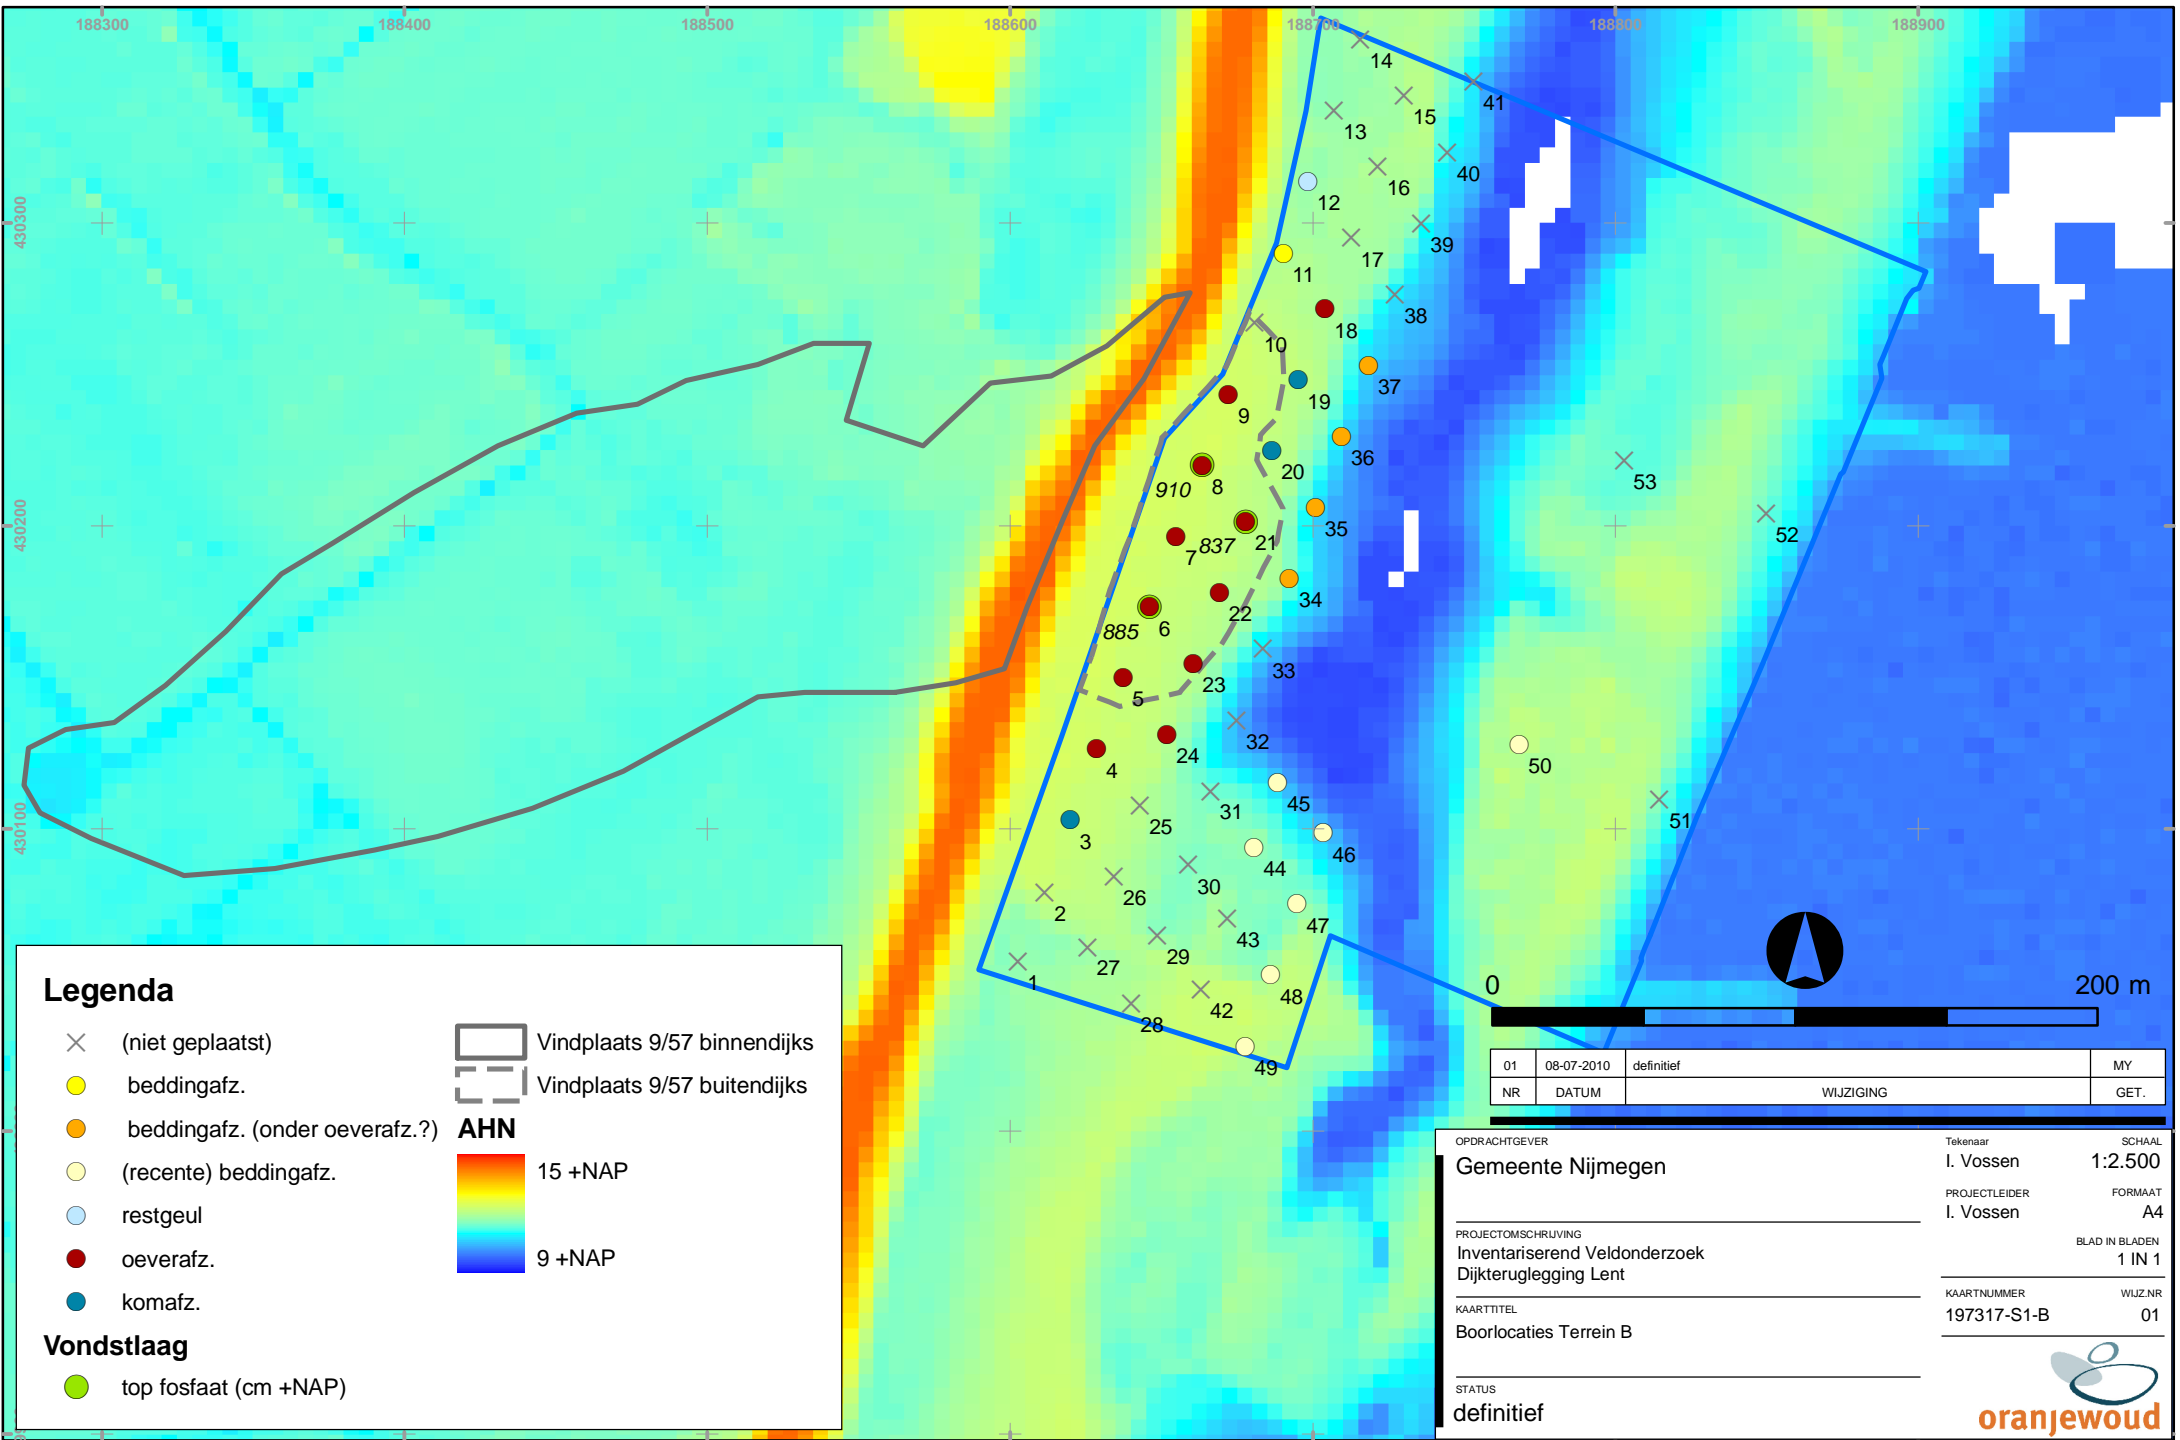 188300 188400 188500 188600 188700 188800 188900
430300
430200
430100
14
41
15
13
40
16
12
39
17
11
38
18
10
37
19
9
36
20
53
8
910
35
52
21
837
7
34
22
6
885
33
23
5
32
24
50
4
45
31
51
25
3
46
44
30
26
2
47
43
29
27
1
48
42
28
49
Legenda
(niet geplaatst)
beddingafz.
beddingafz. (onder oeverafz.?)
(recente) beddingafz.
restgeul
oeverafz.
komafz.
Vondstlaag
top fosfaat (cm +NAP)
Vindplaats 9/57 binnendijks
Vindplaats 9/57 buitendijks
AHN
15 +NAP
9 +NAP
0 200 m
01 08-07-2010 definitief MY
NR DATUM WIJZIGING GET.
OPDRACHTGEVER
Gemeente Nijmegen
PROJECTOMSCHRIJVING
Inventariserend Veldonderzoek
Dijkteruglegging Lent
KAARTTITEL
Boorlocaties Terrein B
STATUS
definitief
Tekenaar SCHAAL
I. Vossen 1:2.500
PROJECTLEIDER FORMAAT
I. Vossen A4
BLAD IN BLADEN
1 IN 1
KAARTNUMMER WIJZ.NR
197317-S1-B 01
oranjewoud